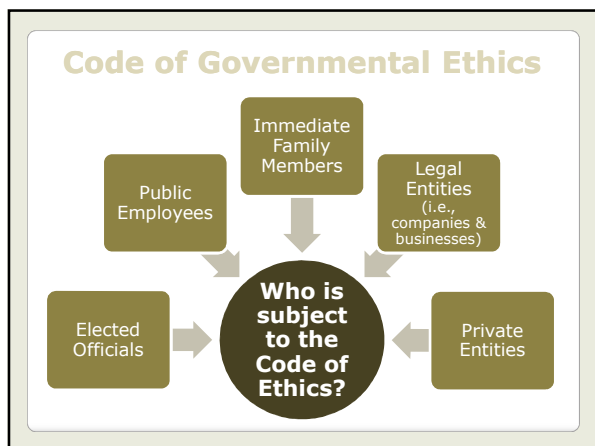 Code of Governmental Ethics
Immediate
Family
Members
Public
Employees
Legal
Entities
(i.e.,
companies &
businesses)
Elected
Officials
Who is
subject
to the
Code of
Ethics?
Private
Entities